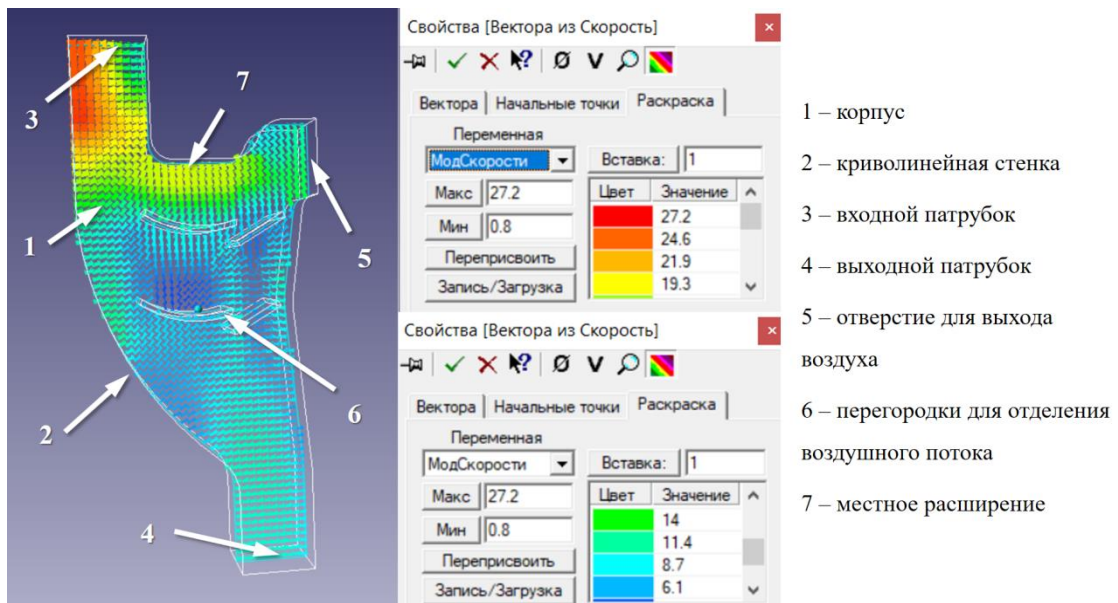 3
7
1
5
2
6
4
Свойства [Вектора из Скорость]
Вектора
Начальные точки
Раскраска
Переменная
МодСкорости
Вставка: 1
Макс 27.2
Мин 0.8
Переприсвоить
Запись/Загрузка
Цвет Значение
27.2
24.6
21.9
19.3
Свойства [Вектора из Скорость]
Вектора
Начальные точки
Раскраска
Переменная
МодСкорости
Вставка: 1
Макс 27.2
Мин 0.8
Переприсвоить
Запись/Загрузка
Цвет Значение
14
11.4
8.7
6.1
1 – корпус
2 – криволинейная стенка
3 – входной патрубок
4 – выходной патрубок
5 – отверстие для выхода
воздуха
6 – перегородки для отделения
воздушного потока
7 – местное расширение